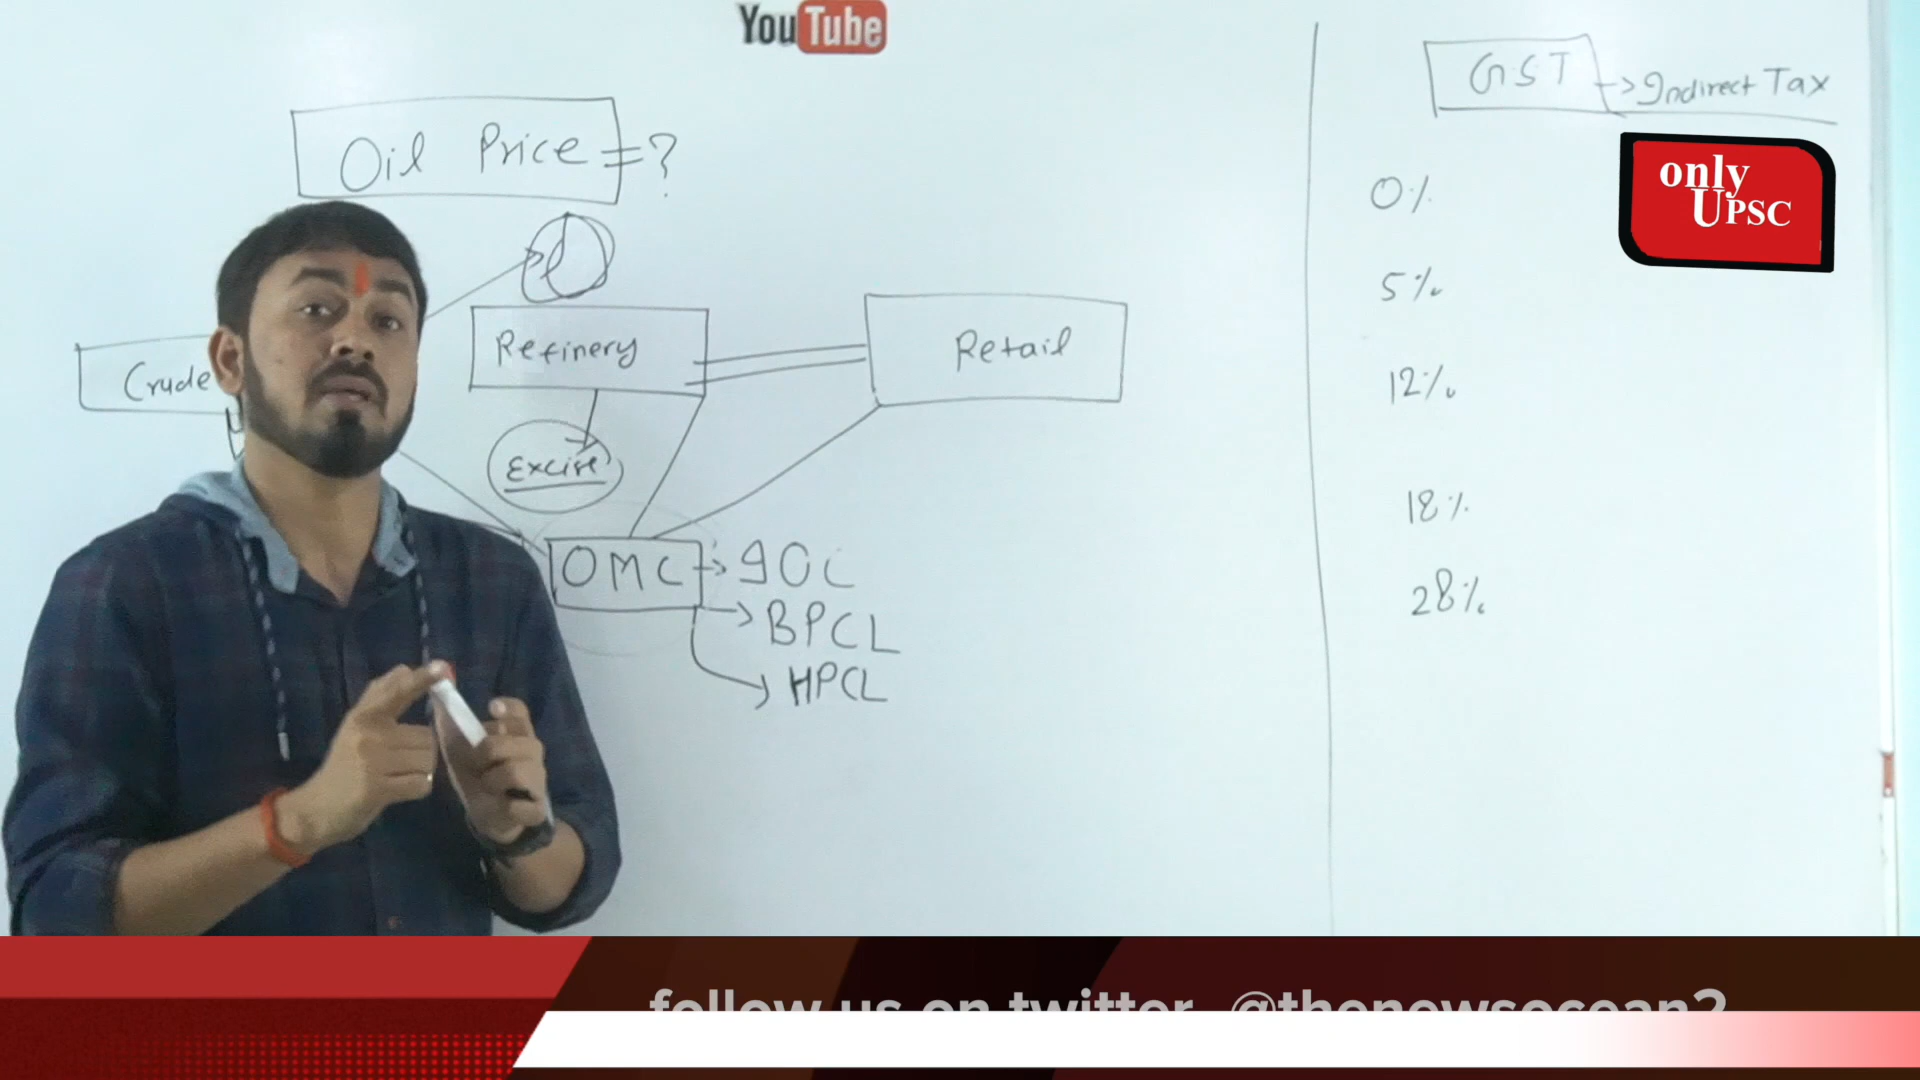 YouTube
Oil Price = ?
Crude
Refinery
Retail
Excise
OMC
IOC
BPCL
HPCL
GST → Indirect Tax
only
UPSC
0%
5%
12%
18%
28%
follow us on twitter @thenewsocean2